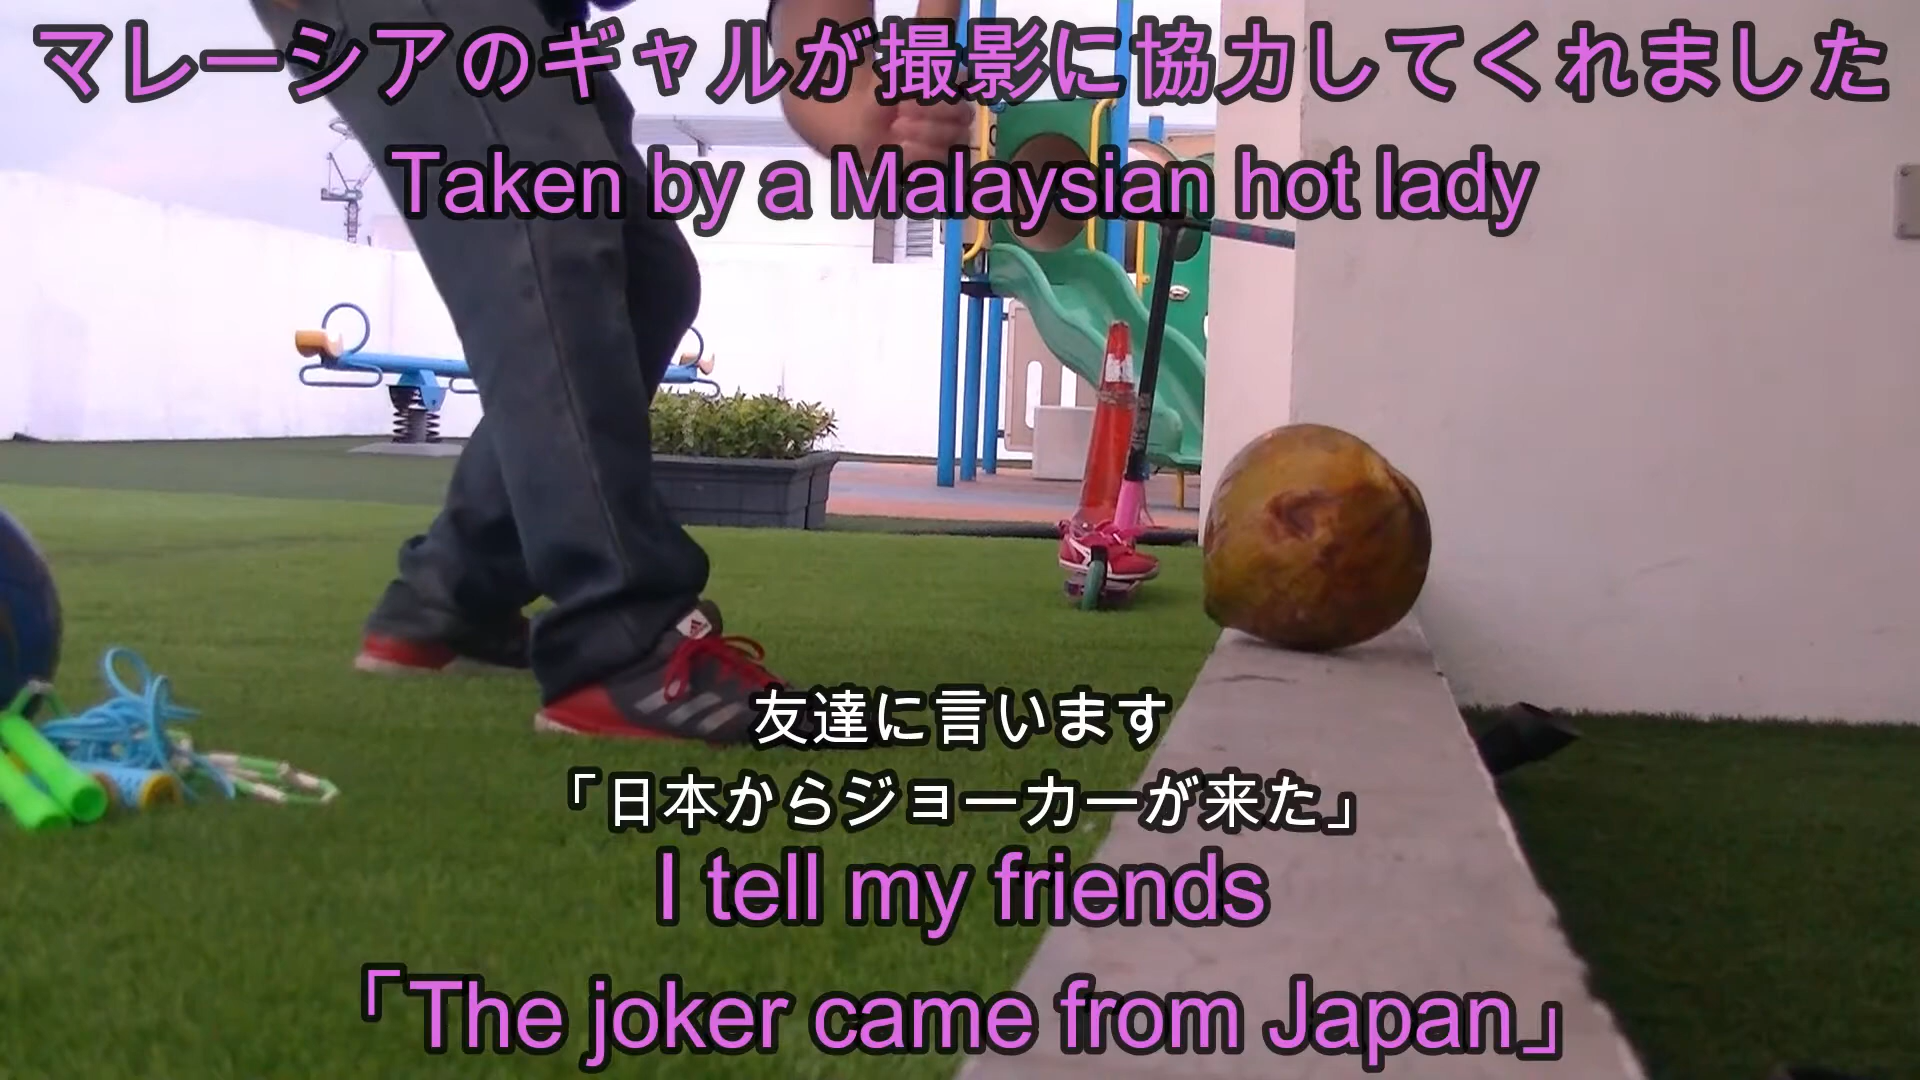 マレーシアのギャルが撮影に協力してくれました
Taken by a Malaysian hot lady
友達に言います
「日本からジョーカーが来た」
I tell my friends
「The joker came from Japan」